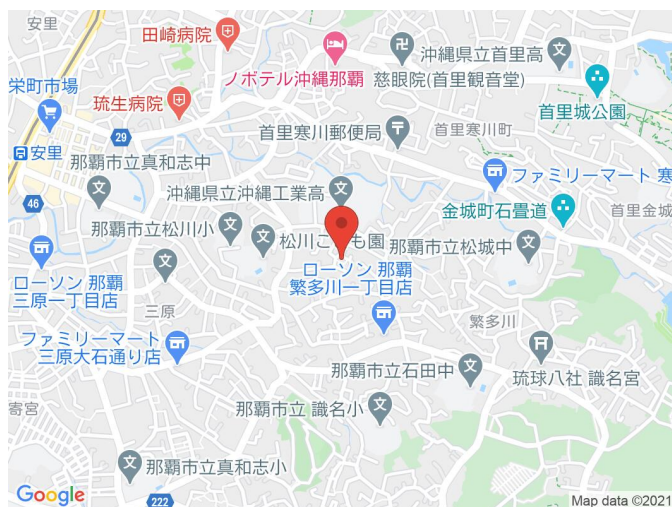 安里
田崎病院
沖縄県立首里高
ノボテル沖縄那覇
慈眼院(首里観音堂)
栄町市場
琉生病院
首里城公園
29
首里寒川郵便局
首里寒川町
安里
那覇市立真和志中
ファミリーマート 寒
沖縄県立沖縄工業高
46
金城町石畳道
首里金城
那覇市立松川小
松川こ
も園
那覇市立松城中
ローソン 那覇
三原一丁目店
ローソン 那覇
繁多川一丁目店
三原
繁多川
ファミリーマート
三原大石通り店
那覇市立石田中
琉球八社 識名宮
寄宮
那覇市立 識名小
那覇市立真和志小
222
Google
Map data ©2021